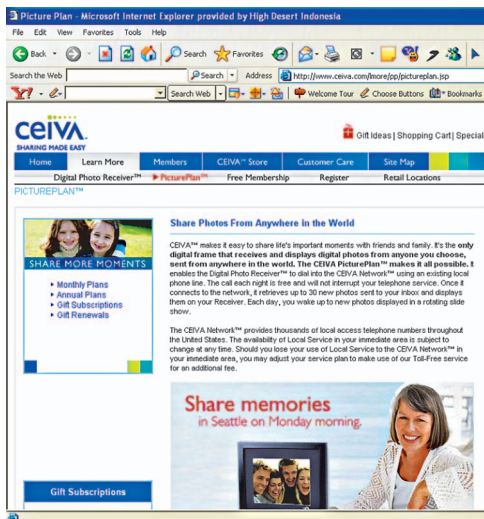 Picture Plan - Microsoft Internet Explorer provided by High Desert Indonesia
File Edit View Favorites Tools Help
Back Search Favorites
Search the Web Search Address http://www.ceiva.com/lmore/pp/pictureplan.jsp
Y! Search Web Welcome Tour Choose Buttons Bookmarks
CEIVA.
SHARING MADE EASY
Gift Ideas | Shopping Cart | Special
Home Learn More Members CEIVA™ Store Customer Care Site Map
Digital Photo Receiver™ PicturePlan™ Free Membership Register Retail Locations
PICTUREPLAN™
SHARE MORE MOMENTS
Monthly Plans
Annual Plans
Gift Subscriptions
Gift Renewals
Gift Subscriptions
Share Photos From Anywhere in the World
CEIVA™ makes it easy to share life's important moments with friends and family. It's the only
digital frame that receives and displays digital photos from anyone you choose,
sent from anywhere in the world. The CEIVA PicturePlan™ makes it all possible. It
enables the Digital Photo Receiver™ to dial into the CEIVA Network™ using an existing local
phone line. The call each night is free and will not interrupt your telephone service. Once it
connects to the network, it retrieves up to 30 new photos sent to your inbox and displays
them on your Receiver. Each day, you wake up to new photos displayed in a rotating slide
show.
The CEIVA Network™ provides thousands of local access telephone numbers throughout
the United States. The availability of Local Service in your immediate area is subject to
change at any time. Should you lose your use of Local Service to the CEIVA Network™ in
your immediate area, you may adjust your service plan to make use of our Toll-Free service
for an additional fee.
Share memories
in Seattle on Monday morning.